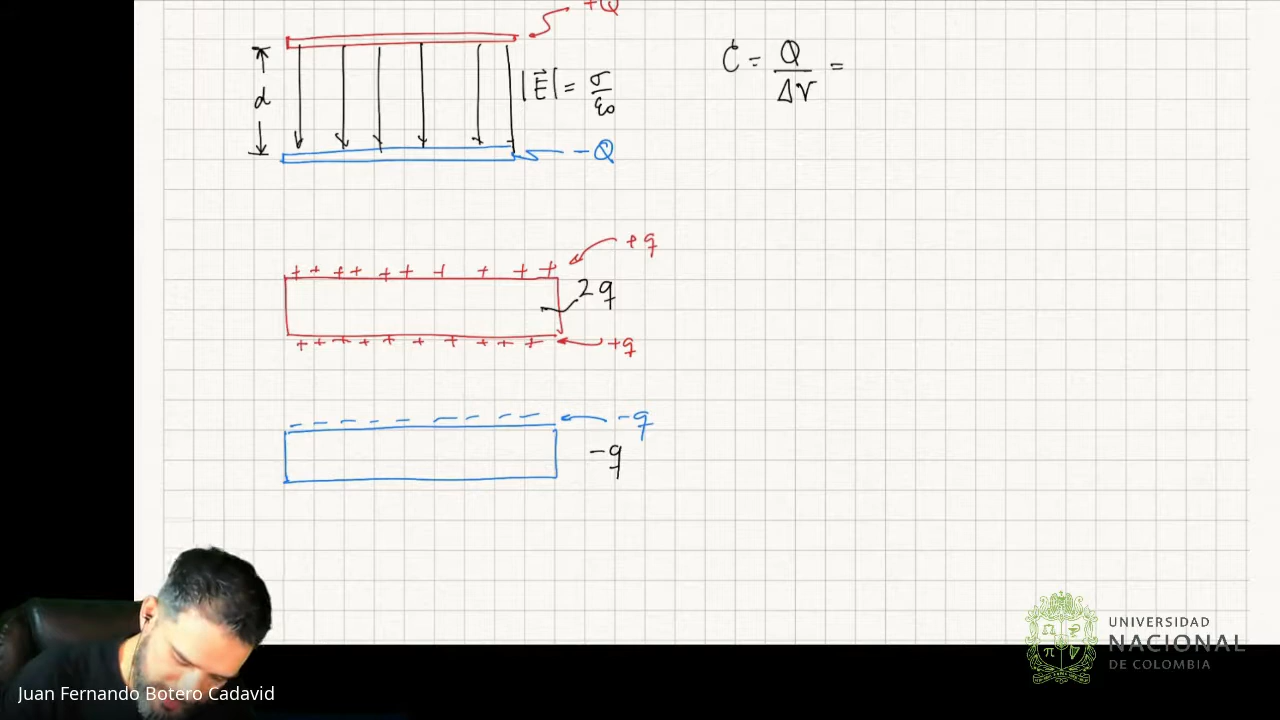 +Q
d
|E⃗| = σ/ε₀
C = Q/ΔV =
-Q
+ + + + + + + + + +
+q
2q
+ + + + + + + + + +
+q
- - - - - - - - -
-q
-q
UNIVERSIDAD
NACIONAL
DE COLOMBIA
Juan Fernando Botero Cadavid